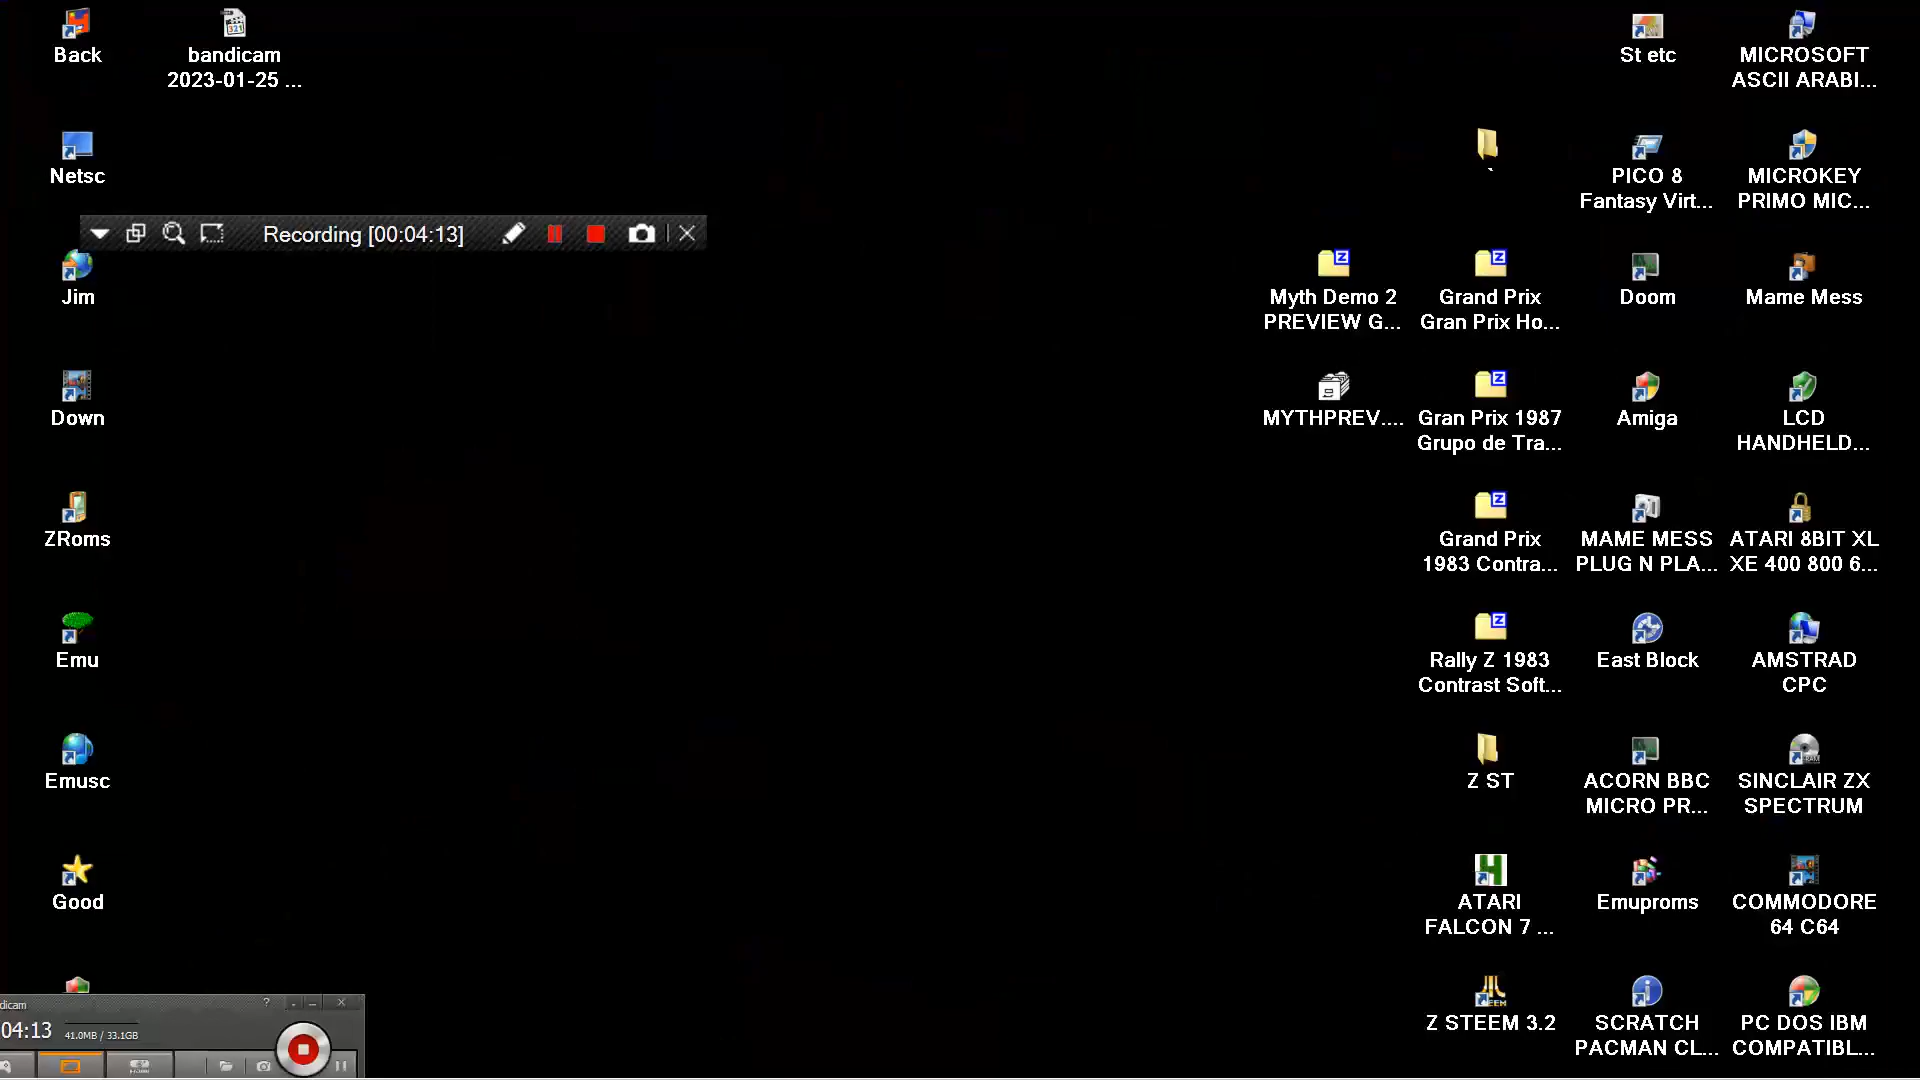 Back
bandicam
2023-01-25 ...
St etc
MICROSOFT
ASCII ARABI...
Netsc
`
PICO 8
Fantasy Virt...
MICROKEY
PRIMO MIC...
Recording [00:04:13]
Jim
Myth Demo 2
PREVIEW G...
Grand Prix
Gran Prix Ho...
Doom
Mame Mess
Down
MYTHPREV....
Gran Prix 1987
Grupo de Tra...
Amiga
LCD
HANDHELD...
ZRoms
Grand Prix
1983 Contra...
MAME MESS
PLUG N PLA...
ATARI 8BIT XL
XE 400 800 6...
Emu
Rally Z 1983
Contrast Soft...
East Block
AMSTRAD
CPC
Emusc
Z ST
ACORN BBC
MICRO PR...
SINCLAIR ZX
SPECTRUM
Good
ATARI
FALCON 7 ...
Emuproms
COMMODORE
64 C64
Z STEEM 3.2
SCRATCH
PACMAN CL...
PC DOS IBM
COMPATIBL...
dicam
04:13
41.0MB / 33.1GB